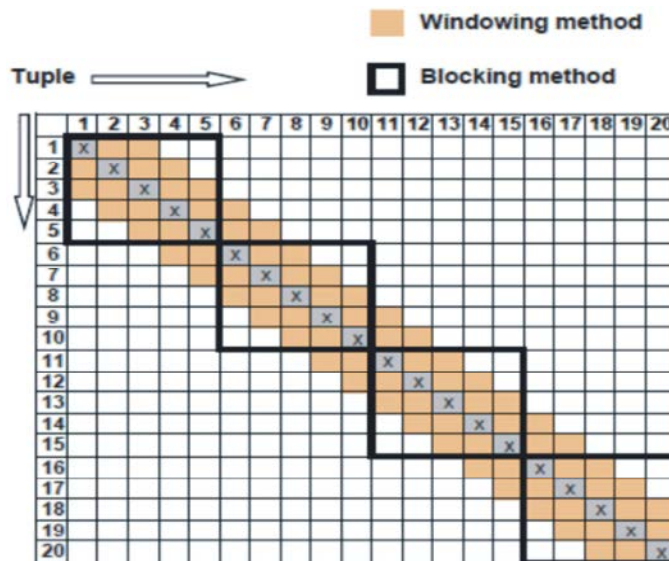 Windowing method
Tuple
Blocking method
1 2 3 4 5 6 7 8 9 10 11 12 13 14 15 16 17 18 19 20
1 x
2 x
3 x
4 x
5 x
6 x
7 x
8 x
9 x
10 x
11 x
12 x
13 x
14 x
15 x
16 x
17 x
18 x
19 x
20 x